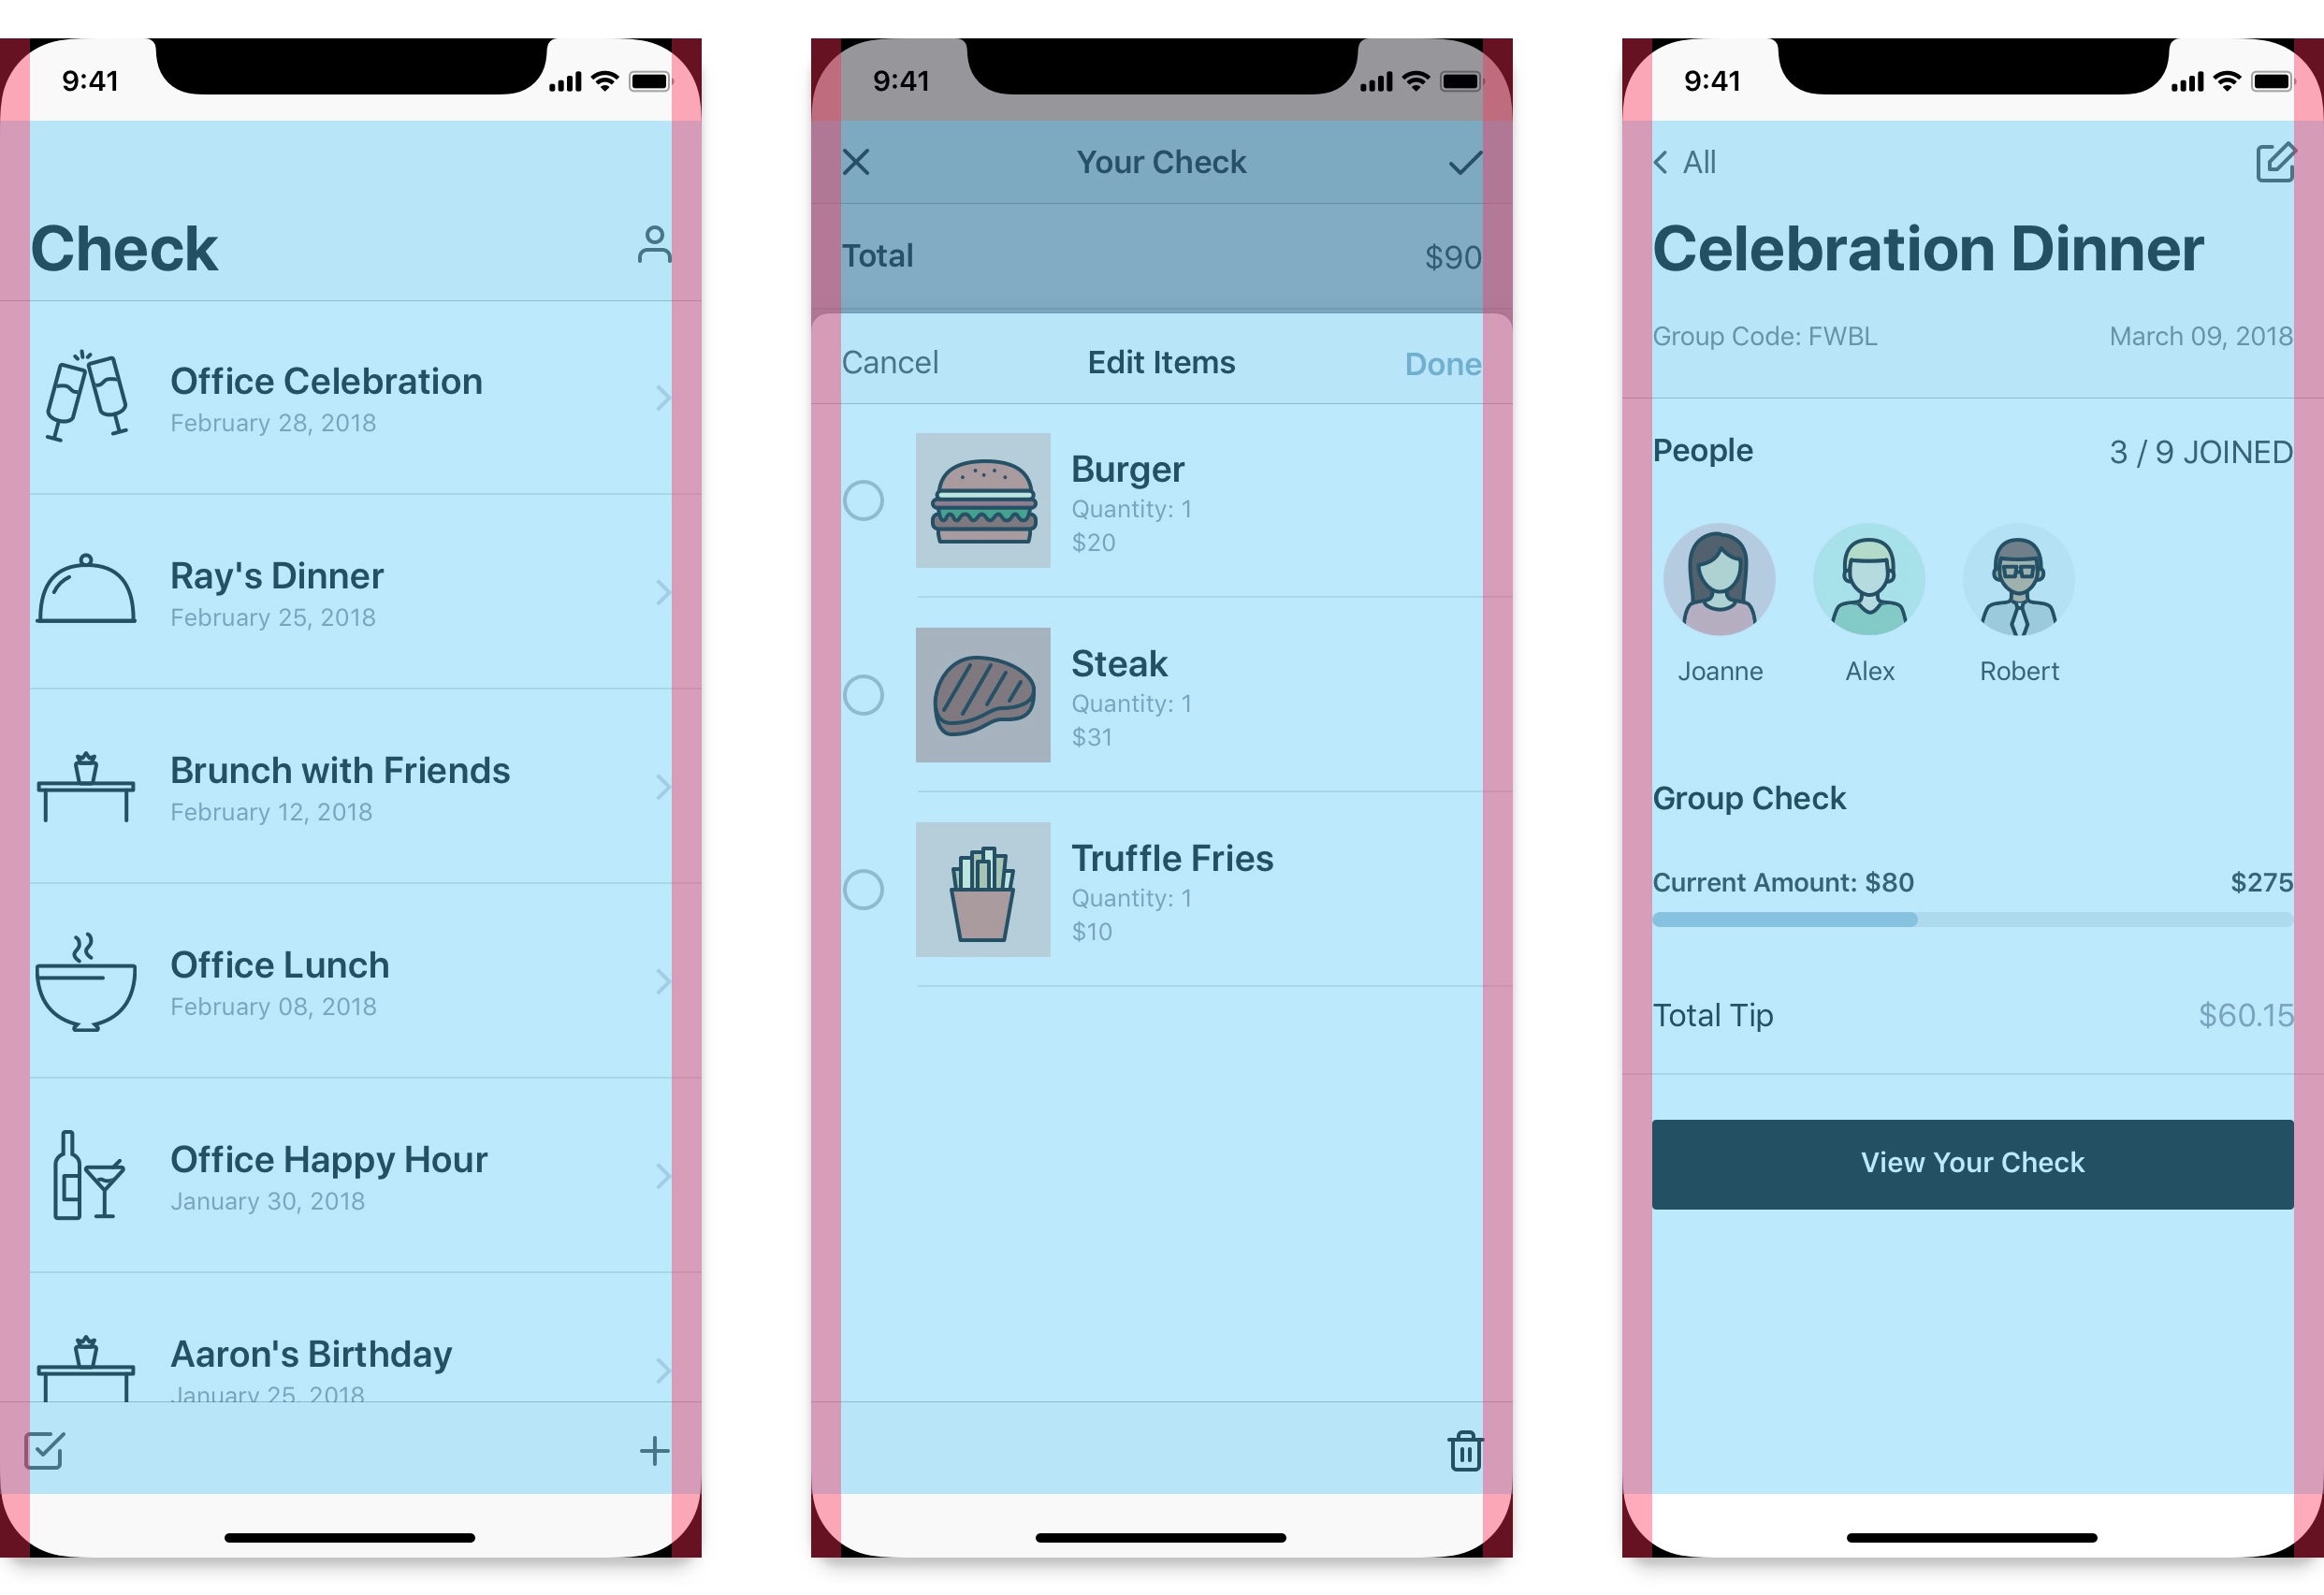 9:41
Check
Office Celebration
February 28, 2018
Ray's Dinner
February 25, 2018
Brunch with Friends
February 12, 2018
Office Lunch
February 08, 2018
Office Happy Hour
January 30, 2018
Aaron's Birthday
January 25, 2018
9:41
Your Check
Total $90
Cancel Edit Items Done
Burger
Quantity: 1
$20
Steak
Quantity: 1
$31
Truffle Fries
Quantity: 1
$10
9:41
All
Celebration Dinner
Group Code: FWBL March 09, 2018
People 3 / 9 JOINED
Joanne Alex Robert
Group Check
Current Amount: $80 $275
Total Tip $60.15
View Your Check